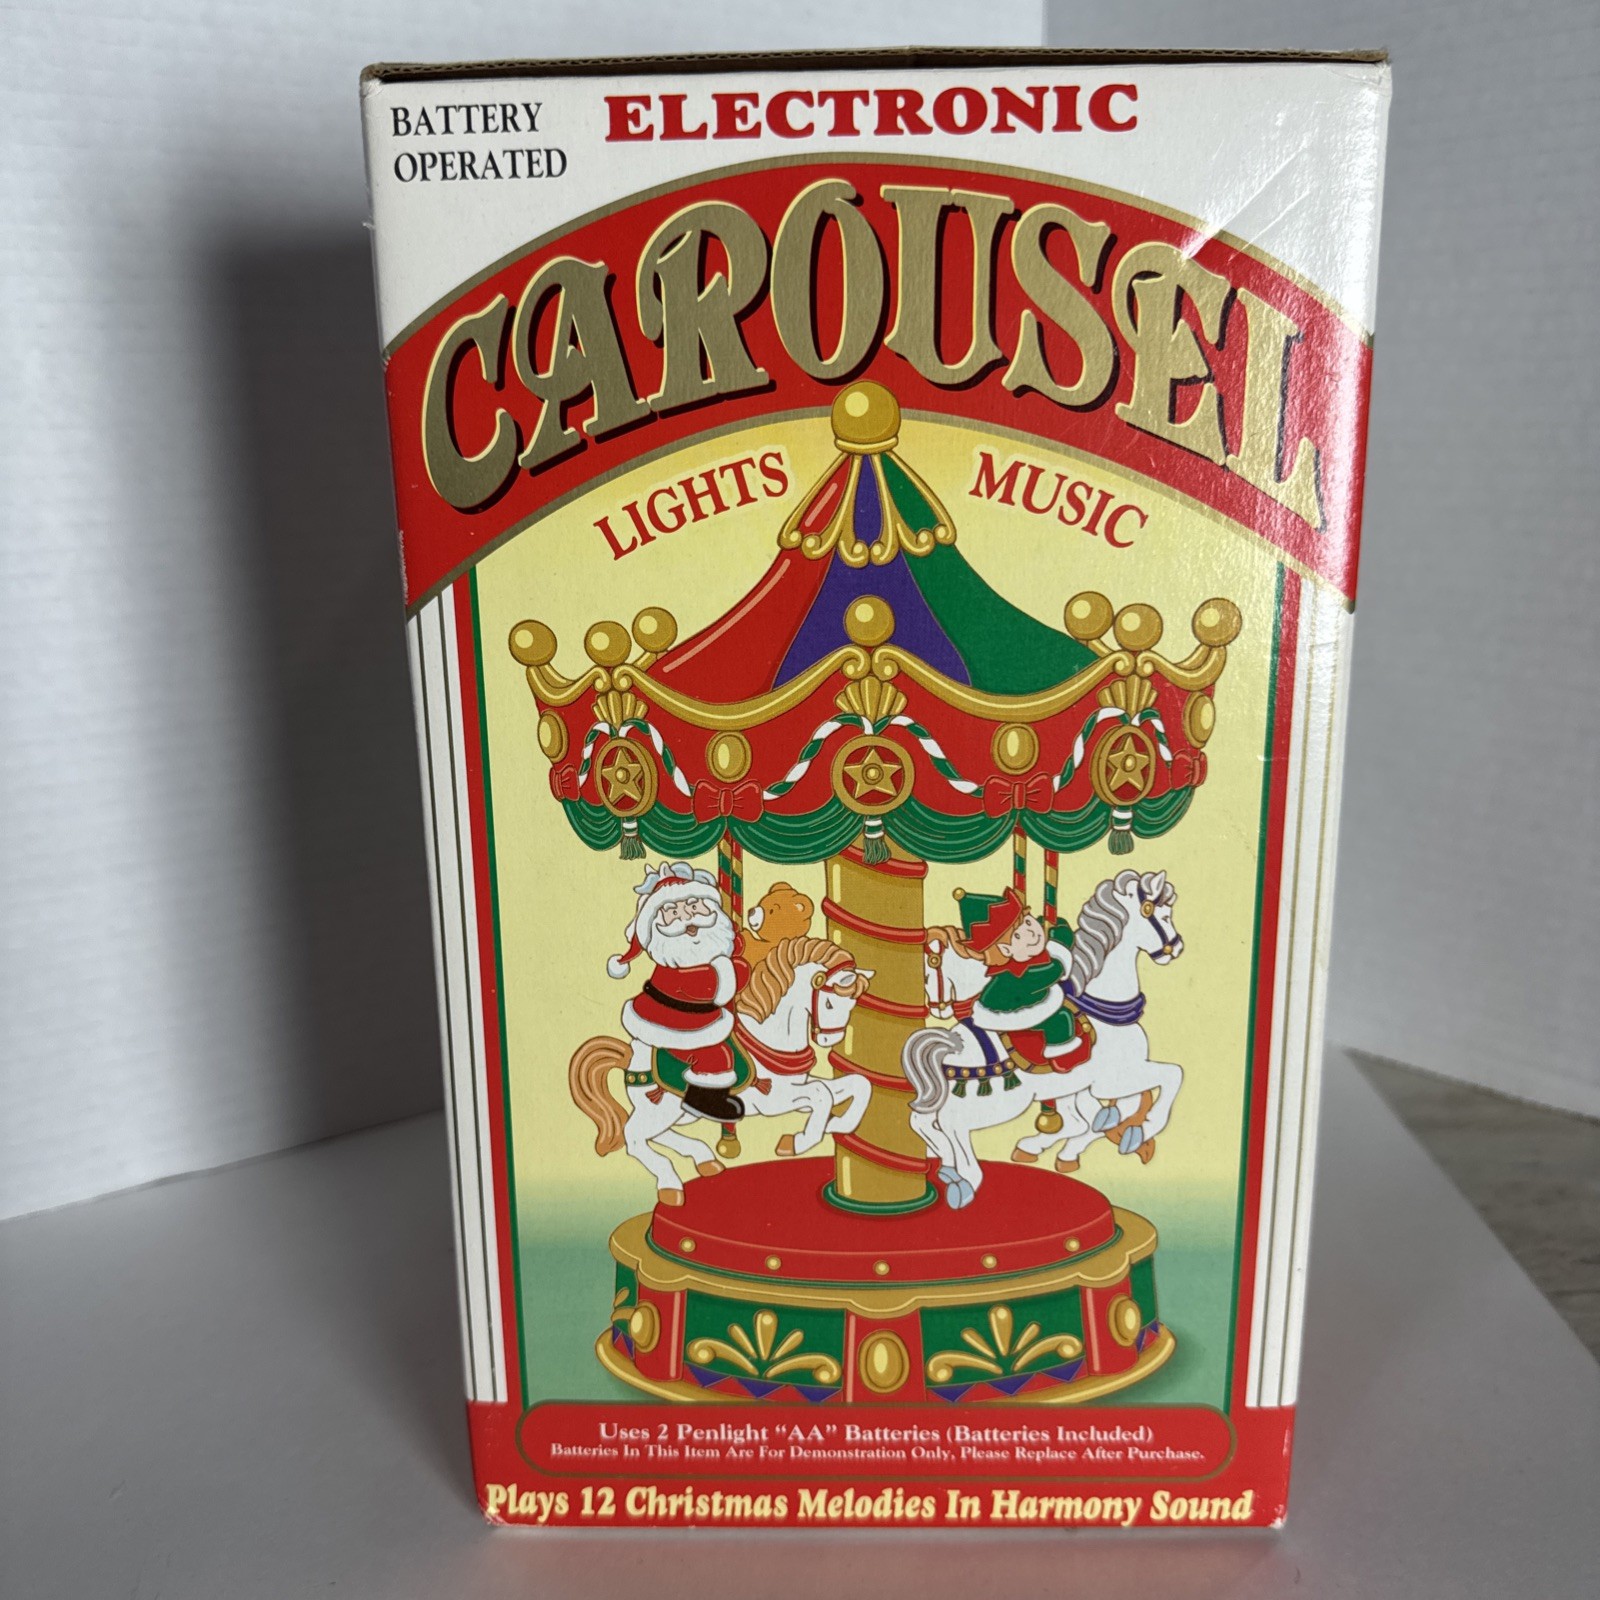 BATTERY
OPERATED
ELECTRONIC
CAROUSEL
LIGHTS
MUSIC
Uses 2 Penlight “AA” Batteries (Batteries Included)
Batteries In This Item Are For Demonstration Only, Please Replace After Purchase.
Plays 12 Christmas Melodies In Harmony Sound